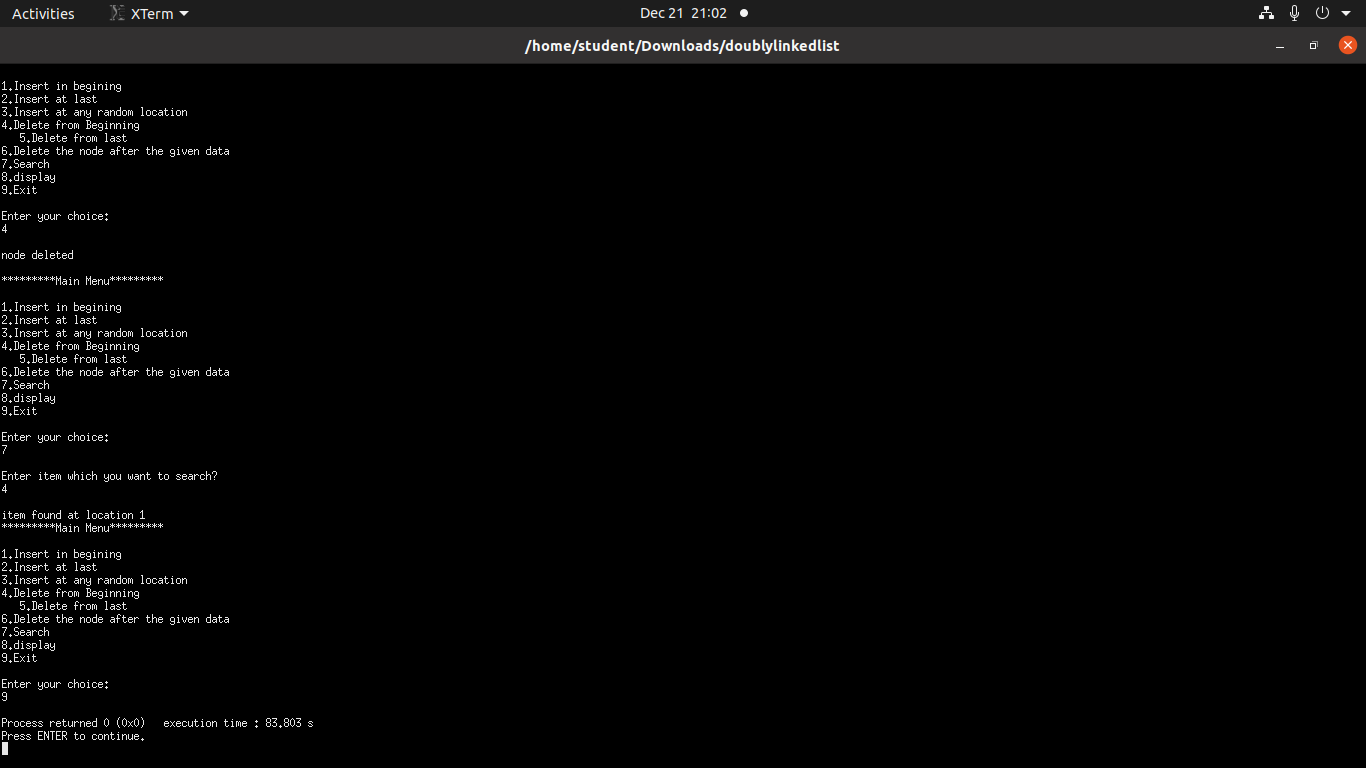 Activities XTerm Dec 21 21:02
/home/student/Downloads/doublylinkedlist
1.Insert in begining
2.Insert at last
3.Insert at any random location
4.Delete from Beginning
   5.Delete from last
6.Delete the node after the given data
7.Search
8.display
9.Exit
Enter your choice:
4
node deleted
*********Main Menu*********
1.Insert in begining
2.Insert at last
3.Insert at any random location
4.Delete from Beginning
   5.Delete from last
6.Delete the node after the given data
7.Search
8.display
9.Exit
Enter your choice:
7
Enter item which you want to search?
4
item found at location 1
*********Main Menu*********
1.Insert in begining
2.Insert at last
3.Insert at any random location
4.Delete from Beginning
   5.Delete from last
6.Delete the node after the given data
7.Search
8.display
9.Exit
Enter your choice:
9
Process returned 0 (0x0)   execution time : 83.803 s
Press ENTER to continue.